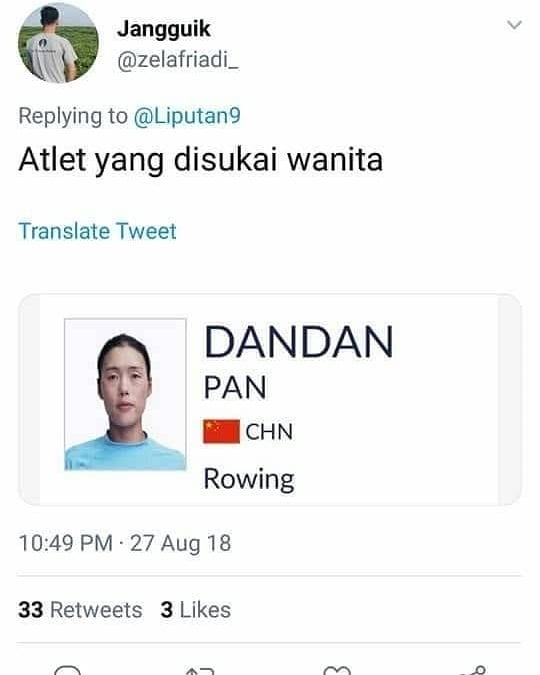 Jangguik
@zelafriadi_
Replying to @Liputan9
Atlet yang disukai wanita
Translate Tweet
DANDAN
PAN
CHN
Rowing
10:49 PM · 27 Aug 18
33 Retweets 3 Likes